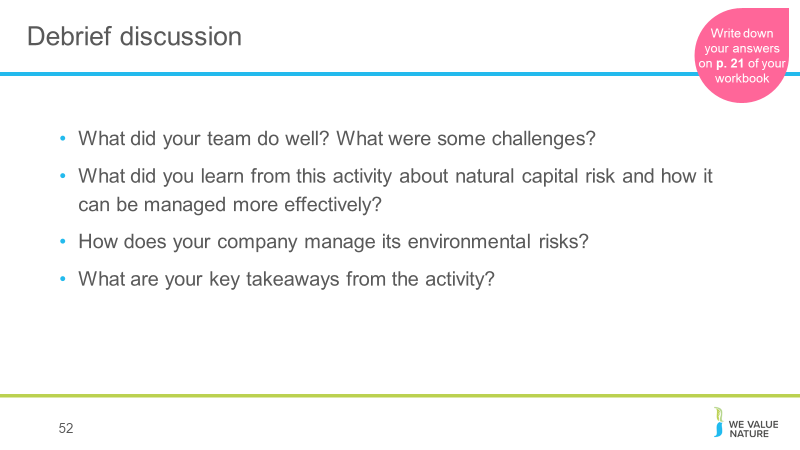 Debrief discussion
Write down
your answers
on p. 21 of your
workbook
• What did your team do well? What were some challenges?
• What did you learn from this activity about natural capital risk and how it
can be managed more effectively?
• How does your company manage its environmental risks?
• What are your key takeaways from the activity?
52
WE VALUE
NATURE